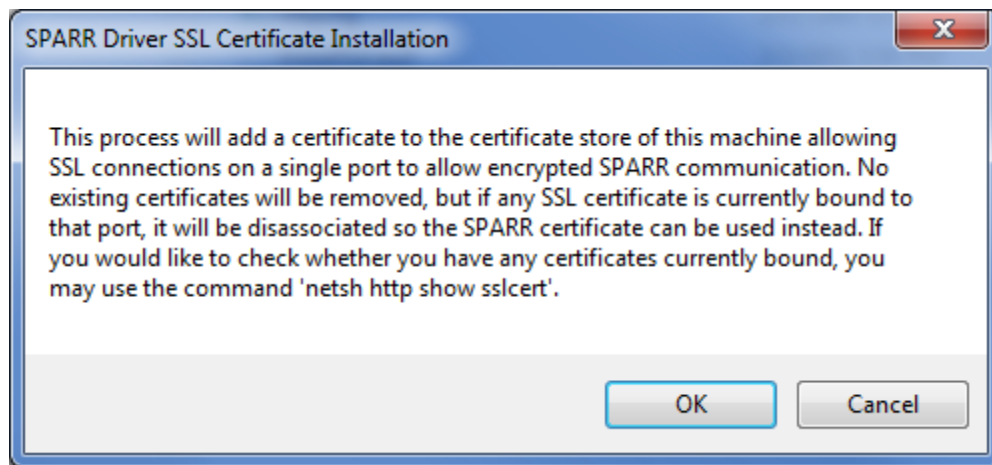 SPARR Driver SSL Certificate Installation
This process will add a certificate to the certificate store of this machine allowing
SSL connections on a single port to allow encrypted SPARR communication. No
existing certificates will be removed, but if any SSL certificate is currently bound to
that port, it will be disassociated so the SPARR certificate can be used instead. If
you would like to check whether you have any certificates currently bound, you
may use the command 'netsh http show sslcert'.
OK
Cancel